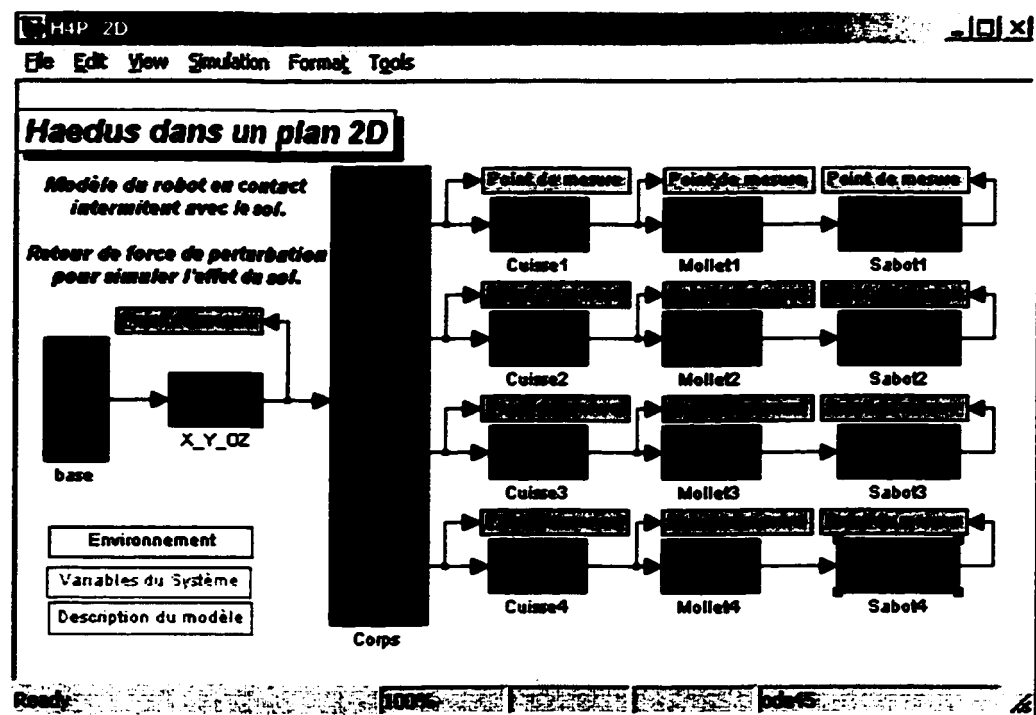 H4P 2D
File Edit View Simulation Format Tools
Haedus dans un plan 2D
Modèle du robot en contact
intermitent avec le sol.
Retour de force de perturbation
pour simuler l'effet du sol.
Point de mesure Point de mesure Point de mesure
Cuisse1 Mollet1 Sabot1
Cuisse2 Mollet2 Sabot2
X_Y_OZ
base
Cuisse3 Mollet3 Sabot3
Environnement
Variables du Système
Description du modèle
Cuisse4 Mollet4 Sabot4
Corps
Ready 100% ode45